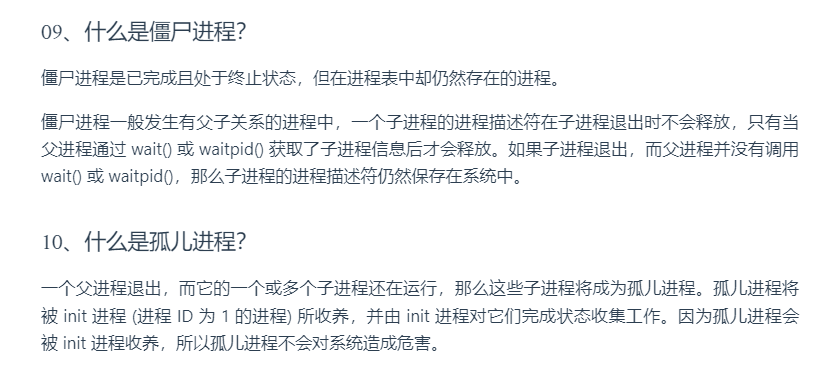 09、什么是僵尸进程？
僵尸进程是已完成且处于终止状态，但在进程表中却仍然存在的进程。
僵尸进程一般发生有父子关系的进程中，一个子进程的进程描述符在子进程退出时不会释放，只有当
父进程通过 wait() 或 waitpid() 获取了子进程信息后才会释放。如果子进程退出，而父进程并没有调用
wait() 或 waitpid()，那么子进程的进程描述符仍然保存在系统中。
10、什么是孤儿进程？
一个父进程退出，而它的一个或多个子进程还在运行，那么这些子进程将成为孤儿进程。孤儿进程将
被 init 进程 (进程 ID 为 1 的进程) 所收养，并由 init 进程对它们完成状态收集工作。因为孤儿进程会
被 init 进程收养，所以孤儿进程不会对系统造成危害。